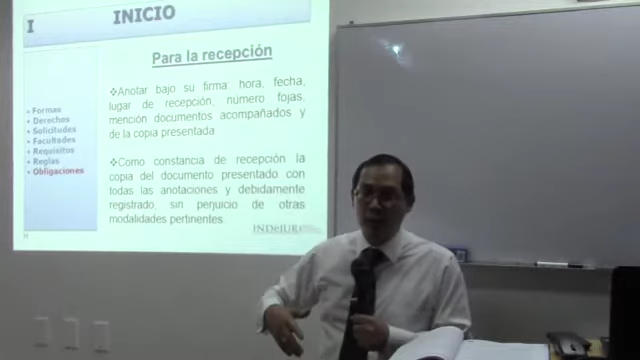 I INICIO
Para la recepción
❖Anotar bajo su firma: hora, fecha,
lugar de recepción, número fojas,
mención documentos acompañados y
de la copia presentada
❖Como constancia de recepción la
copia del documento presentado con
todas las anotaciones y debidamente
registrado, sin perjuicio de otras
modalidades pertinentes.
• Formas
• Derechos
• Solicitudes
• Facultades
• Requisitos
• Reglas
• Obligaciones
INDeJUR